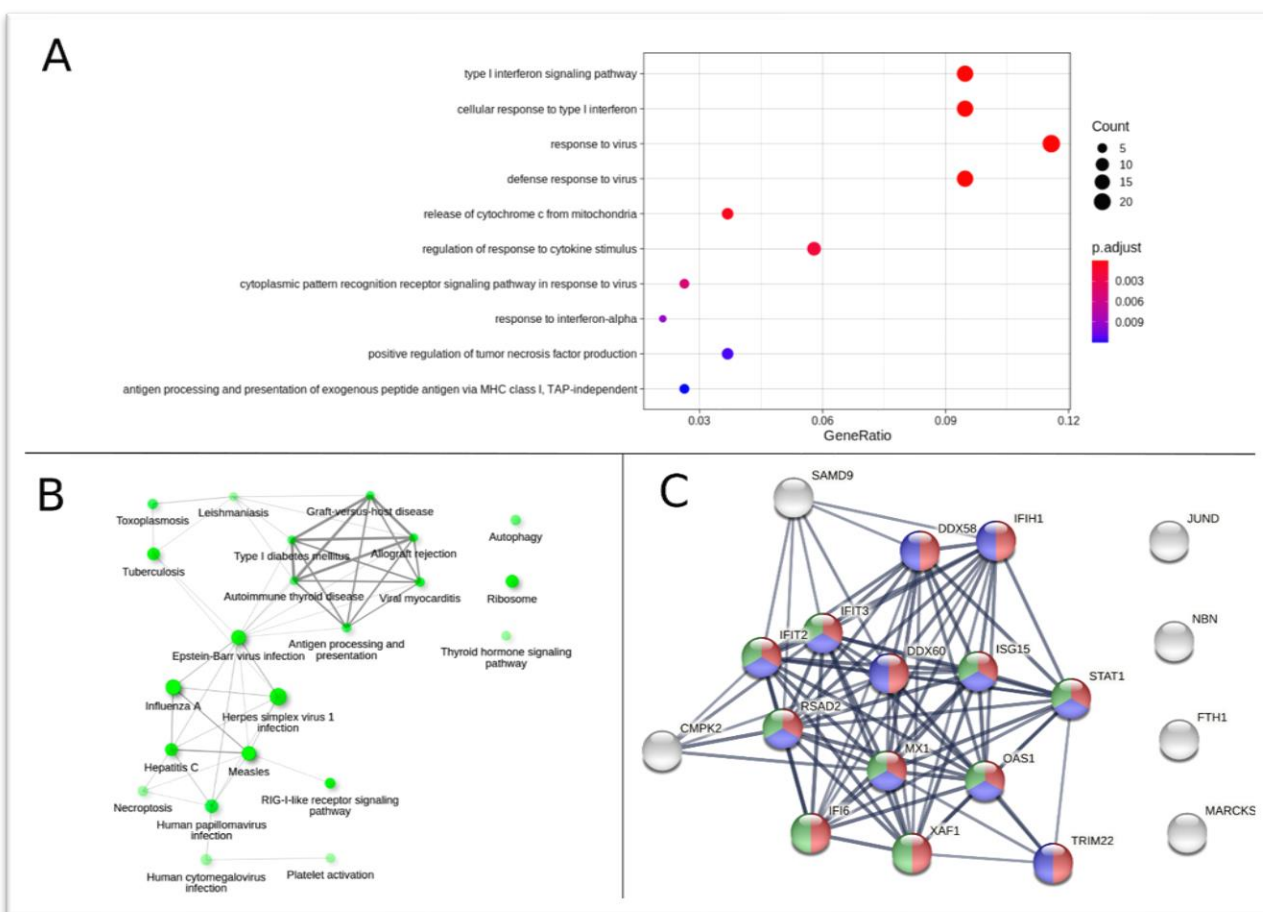 A
type I interferon signaling pathway
cellular response to type I interferon
response to virus
defense response to virus
release of cytochrome c from mitochondria
regulation of response to cytokine stimulus
cytoplasmic pattern recognition receptor signaling pathway in response to virus
response to interferon-alpha
positive regulation of tumor necrosis factor production
antigen processing and presentation of exogenous peptide antigen via MHC class I, TAP-independent
0.03 0.06 0.09 0.12
GeneRatio
Count
5
10
15
20
p.adjust
0.003
0.006
0.009
B
Toxoplasmosis
Leishmaniasis
Graft-versus-host disease
Tuberculosis
Type I diabetes mellitus
Allograft rejection
Autoimmune thyroid disease
Viral myocarditis
Autophagy
Ribosome
Epstein-Barr virus infection
Antigen processing and
presentation
Thyroid hormone signaling
pathway
Influenza A
Herpes simplex virus 1
infection
Hepatitis C
Measles
Necroptosis
RIG-I-like receptor signaling
pathway
Human papillomavirus
infection
Human cytomegalovirus
infection
Platelet activation
C
SAMD9
DDX58
IFIH1
JUND
IFIT3
IFIT2
DDX60
ISG15
NBN
STAT1
RSAD2
CMPK2
MX1
OAS1
FTH1
IFI6
XAF1
TRIM22
MARCKS